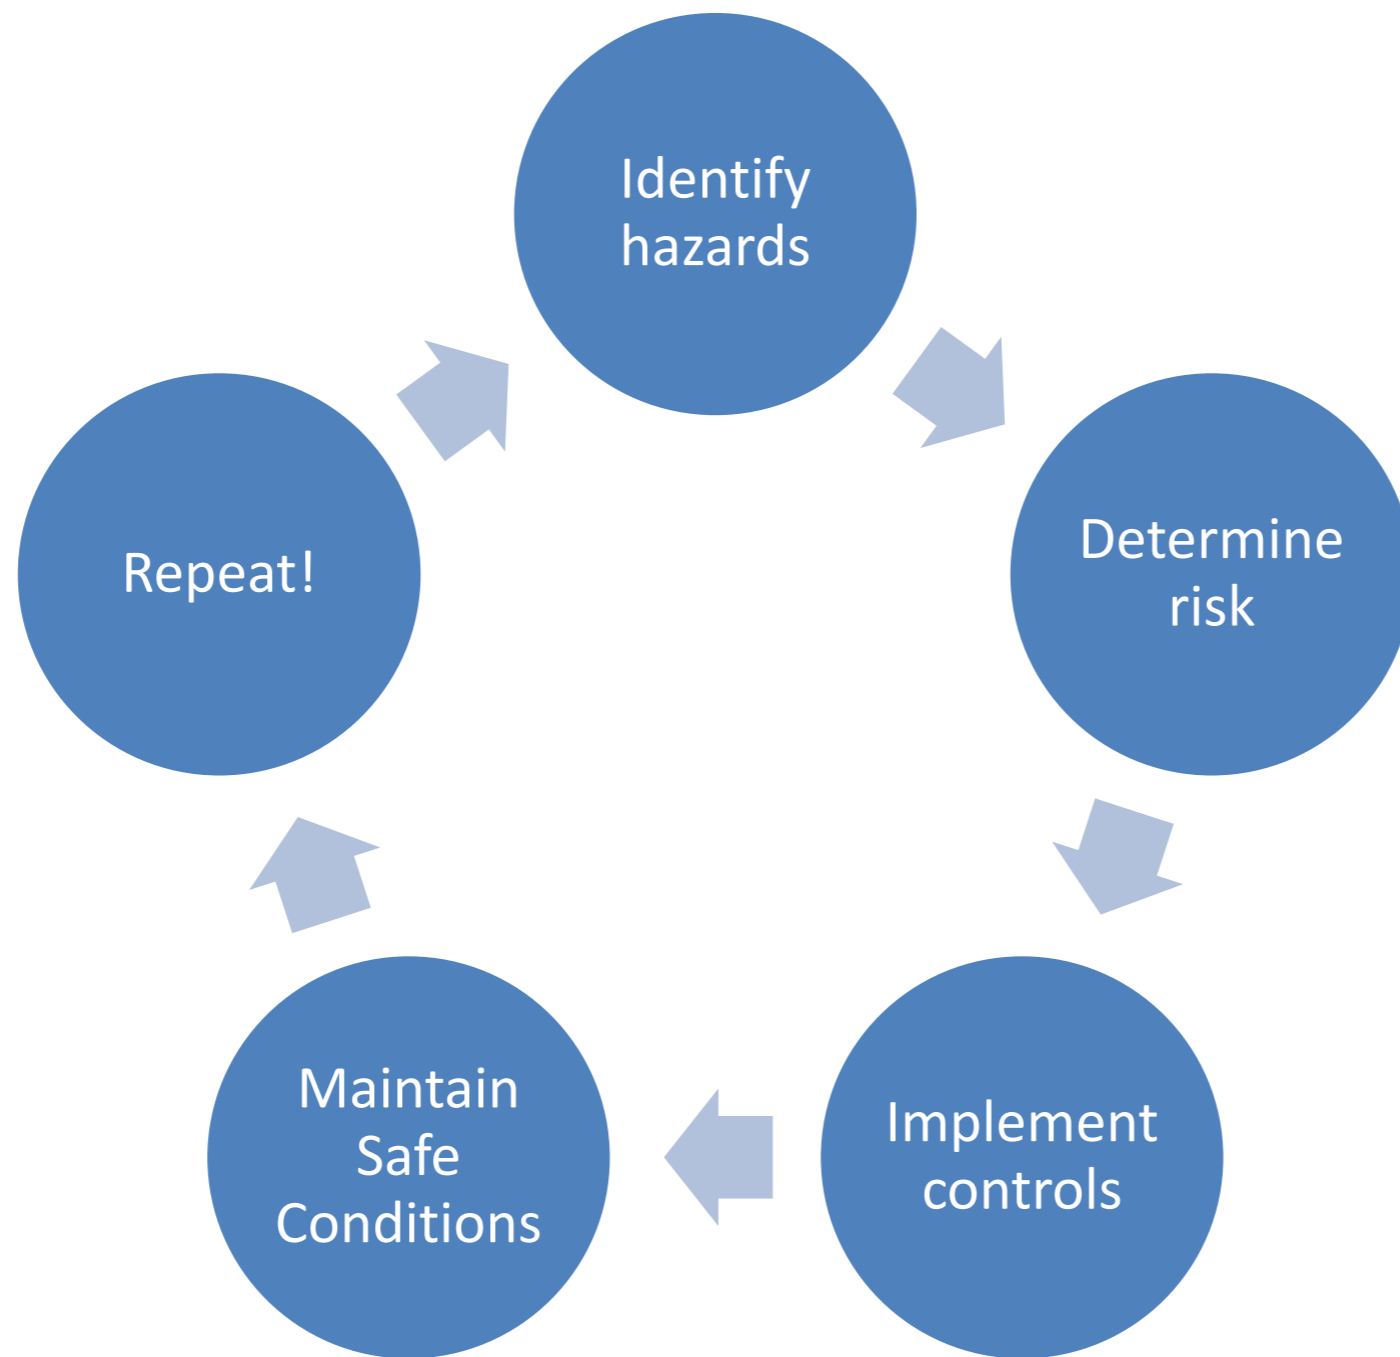 Identify
hazards
Determine
risk
Implement
controls
Maintain
Safe
Conditions
Repeat!